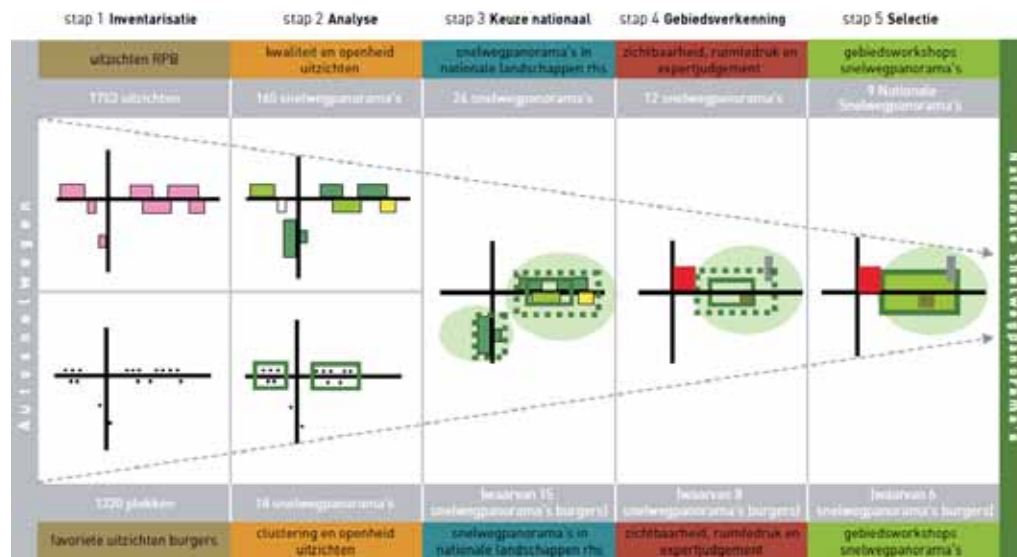 stap 1 Inventarisatie
stap 2 Analyse
stap 3 Keuze nationaal
stap 4 Gebiedsverkenning
stap 5 Selectie
uitzichten RPB
kwaliteit en openheid
uitzichten
snelwegpanorama's in
nationale landschappen rhs
zichtbaarheid, ruimtedruk en
expertjudgement
gebiedsworkshops
snelwegpanorama's
uitzichten
165 snelwegpanorama's
snelwegpanorama's
12 snelwegpanorama's
9 Nationale
Snelwegpanorama's
Autosnelwegen
Nationale Snelwegpanorama's
1220 plekken
18 snelwegpanorama's
(waarvan 15
snelwegpanorama's burgers)
(waarvan 8
snelwegpanorama's burgers)
(waarvan 6
snelwegpanorama's burgers)
favoriete uitzichten burgers
clustering en openheid
uitzichten
snelwegpanorama's in
nationale landschappen rhs
zichtbaarheid, ruimtedruk en
expertjudgement
gebiedsworkshops
snelwegpanorama's